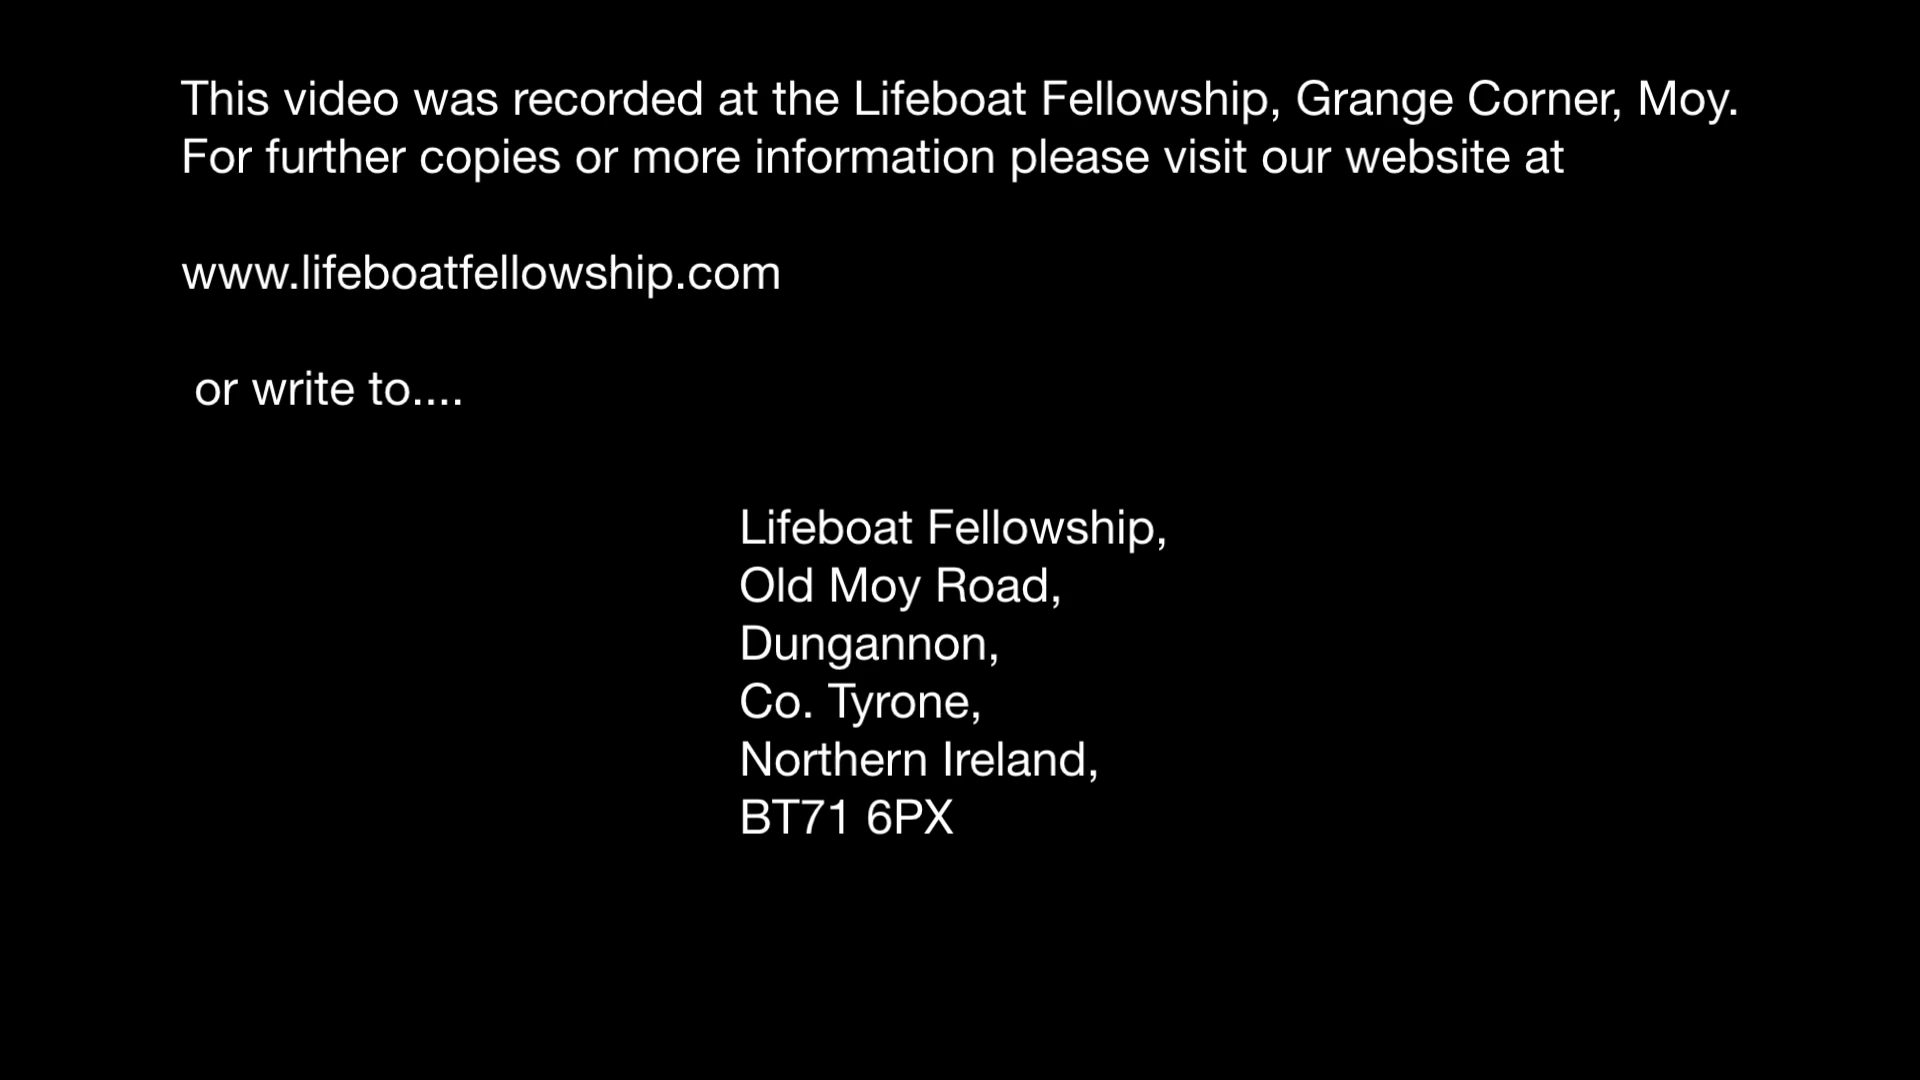 This video was recorded at the Lifeboat Fellowship, Grange Corner, Moy.
For further copies or more information please visit our website at
www.lifeboatfellowship.com
or write to....
Lifeboat Fellowship,
Old Moy Road,
Dungannon,
Co. Tyrone,
Northern Ireland,
BT71 6PX